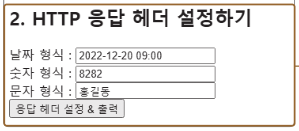 2. HTTP 응답 헤더 설정하기
날짜 형식 : 2022-12-20 09:00
숫자 형식 : 8282
문자 형식 : 홍길동
응답 헤더 설정 & 출력